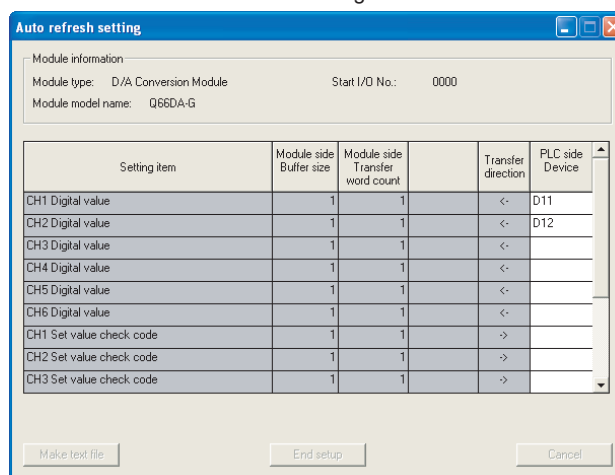 Auto refresh setting
Module information
Module type: D/A Conversion Module Start I/O No.: 0000
Module model name: Q66DA-G
Setting item Module side Buffer size Module side Transfer word count Transfer direction PLC side Device
CH1 Digital value 1 1 <- D11
CH2 Digital value 1 1 <- D12
CH3 Digital value 1 1 <-
CH4 Digital value 1 1 <-
CH5 Digital value 1 1 <-
CH6 Digital value 1 1 <-
CH1 Set value check code 1 1 ->
CH2 Set value check code 1 1 ->
CH3 Set value check code 1 1 ->
Make text file End setup Cancel